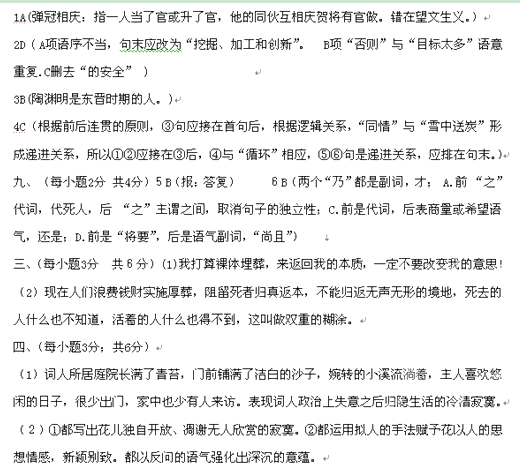 1A(弹冠相庆：指一人当了官或升了官，他的同伙互相庆贺将有官做。错在望文生义。)
2D（A项语序不当，句末应改为“挖掘、加工和创新”。 B项“否则”与“目标太多”语意
重复.C删去“的安全” )
3B(陶渊明是东晋时期的人。)
4C（根据前后连贯的原则，③句应接在首句后，根据逻辑关系，“同情”与“雪中送炭”形
成递进关系，所以①②应接在③后，④与“循环”相应，⑤⑥句是递进关系，应排在句末。)
九、（每小题2分 共4分）5 B（报：答复） 6 B（两个“乃”都是副词，才； A.前 “之”
代词，代死人，后 “之”主谓之间，取消句子的独立性；C.前是代词，后表商量或希望语
气，还是；D.前是“将要”，后是语气副词，“尚且”）
三、（每小题3分 共６分）(1)我打算裸体埋葬，来返回我的本质，一定不要改变我的意思！
（2）现在人们浪费钱财实施厚葬，阻留死者归真返本，不能归返无声无形的境地，死去的
人什么也不知道，活着的人什么也得不到，这叫做双重的糊涂。
四、（每小题3分；共6分）
（1）词人所居庭院长满了青苔，门前铺满了洁白的沙子，婉转的小溪流淌着，主人喜欢悠
闲的日子，很少出门，家中也少有人来访。表现词人政治上失意之后归隐生活的冷清寂寞。
（２）①都写出花儿独自开放、凋谢无人欣赏的寂寞。②都运用拟人的手法赋予花以人的思
想情感，新颖别致。都以反问的语气强化出深沉的意蕴。